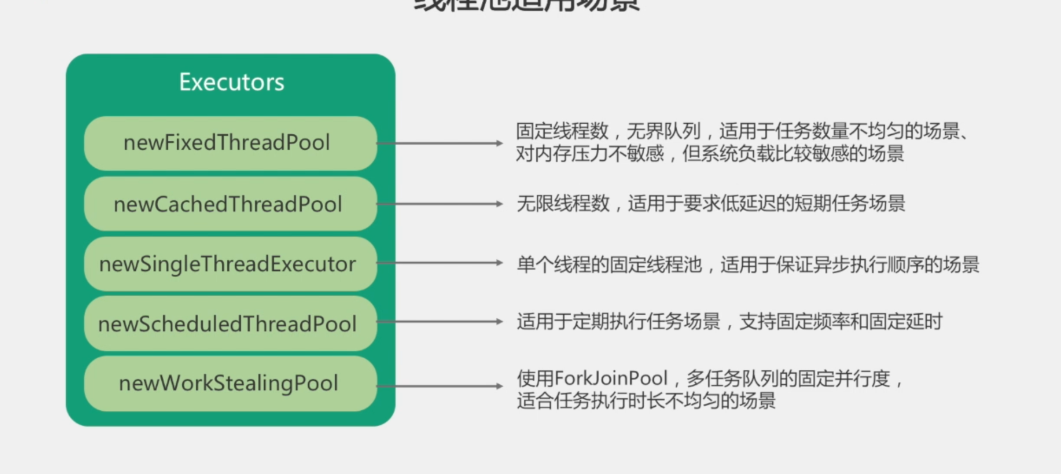 线程池适用场景
Executors
newFixedThreadPool
固定线程数，无界队列，适用于任务数量不均匀的场景、
对内存压力不敏感，但系统负载比较敏感的场景
newCachedThreadPool
无限线程数，适用于要求低延迟的短期任务场景
newSingleThreadExecutor
单个线程的固定线程池，适用于保证异步执行顺序的场景
newScheduledThreadPool
适用于定期执行任务场景，支持固定频率和固定延时
newWorkStealingPool
使用ForkJoinPool，多任务队列的固定并行度，
适合任务执行时长不均匀的场景